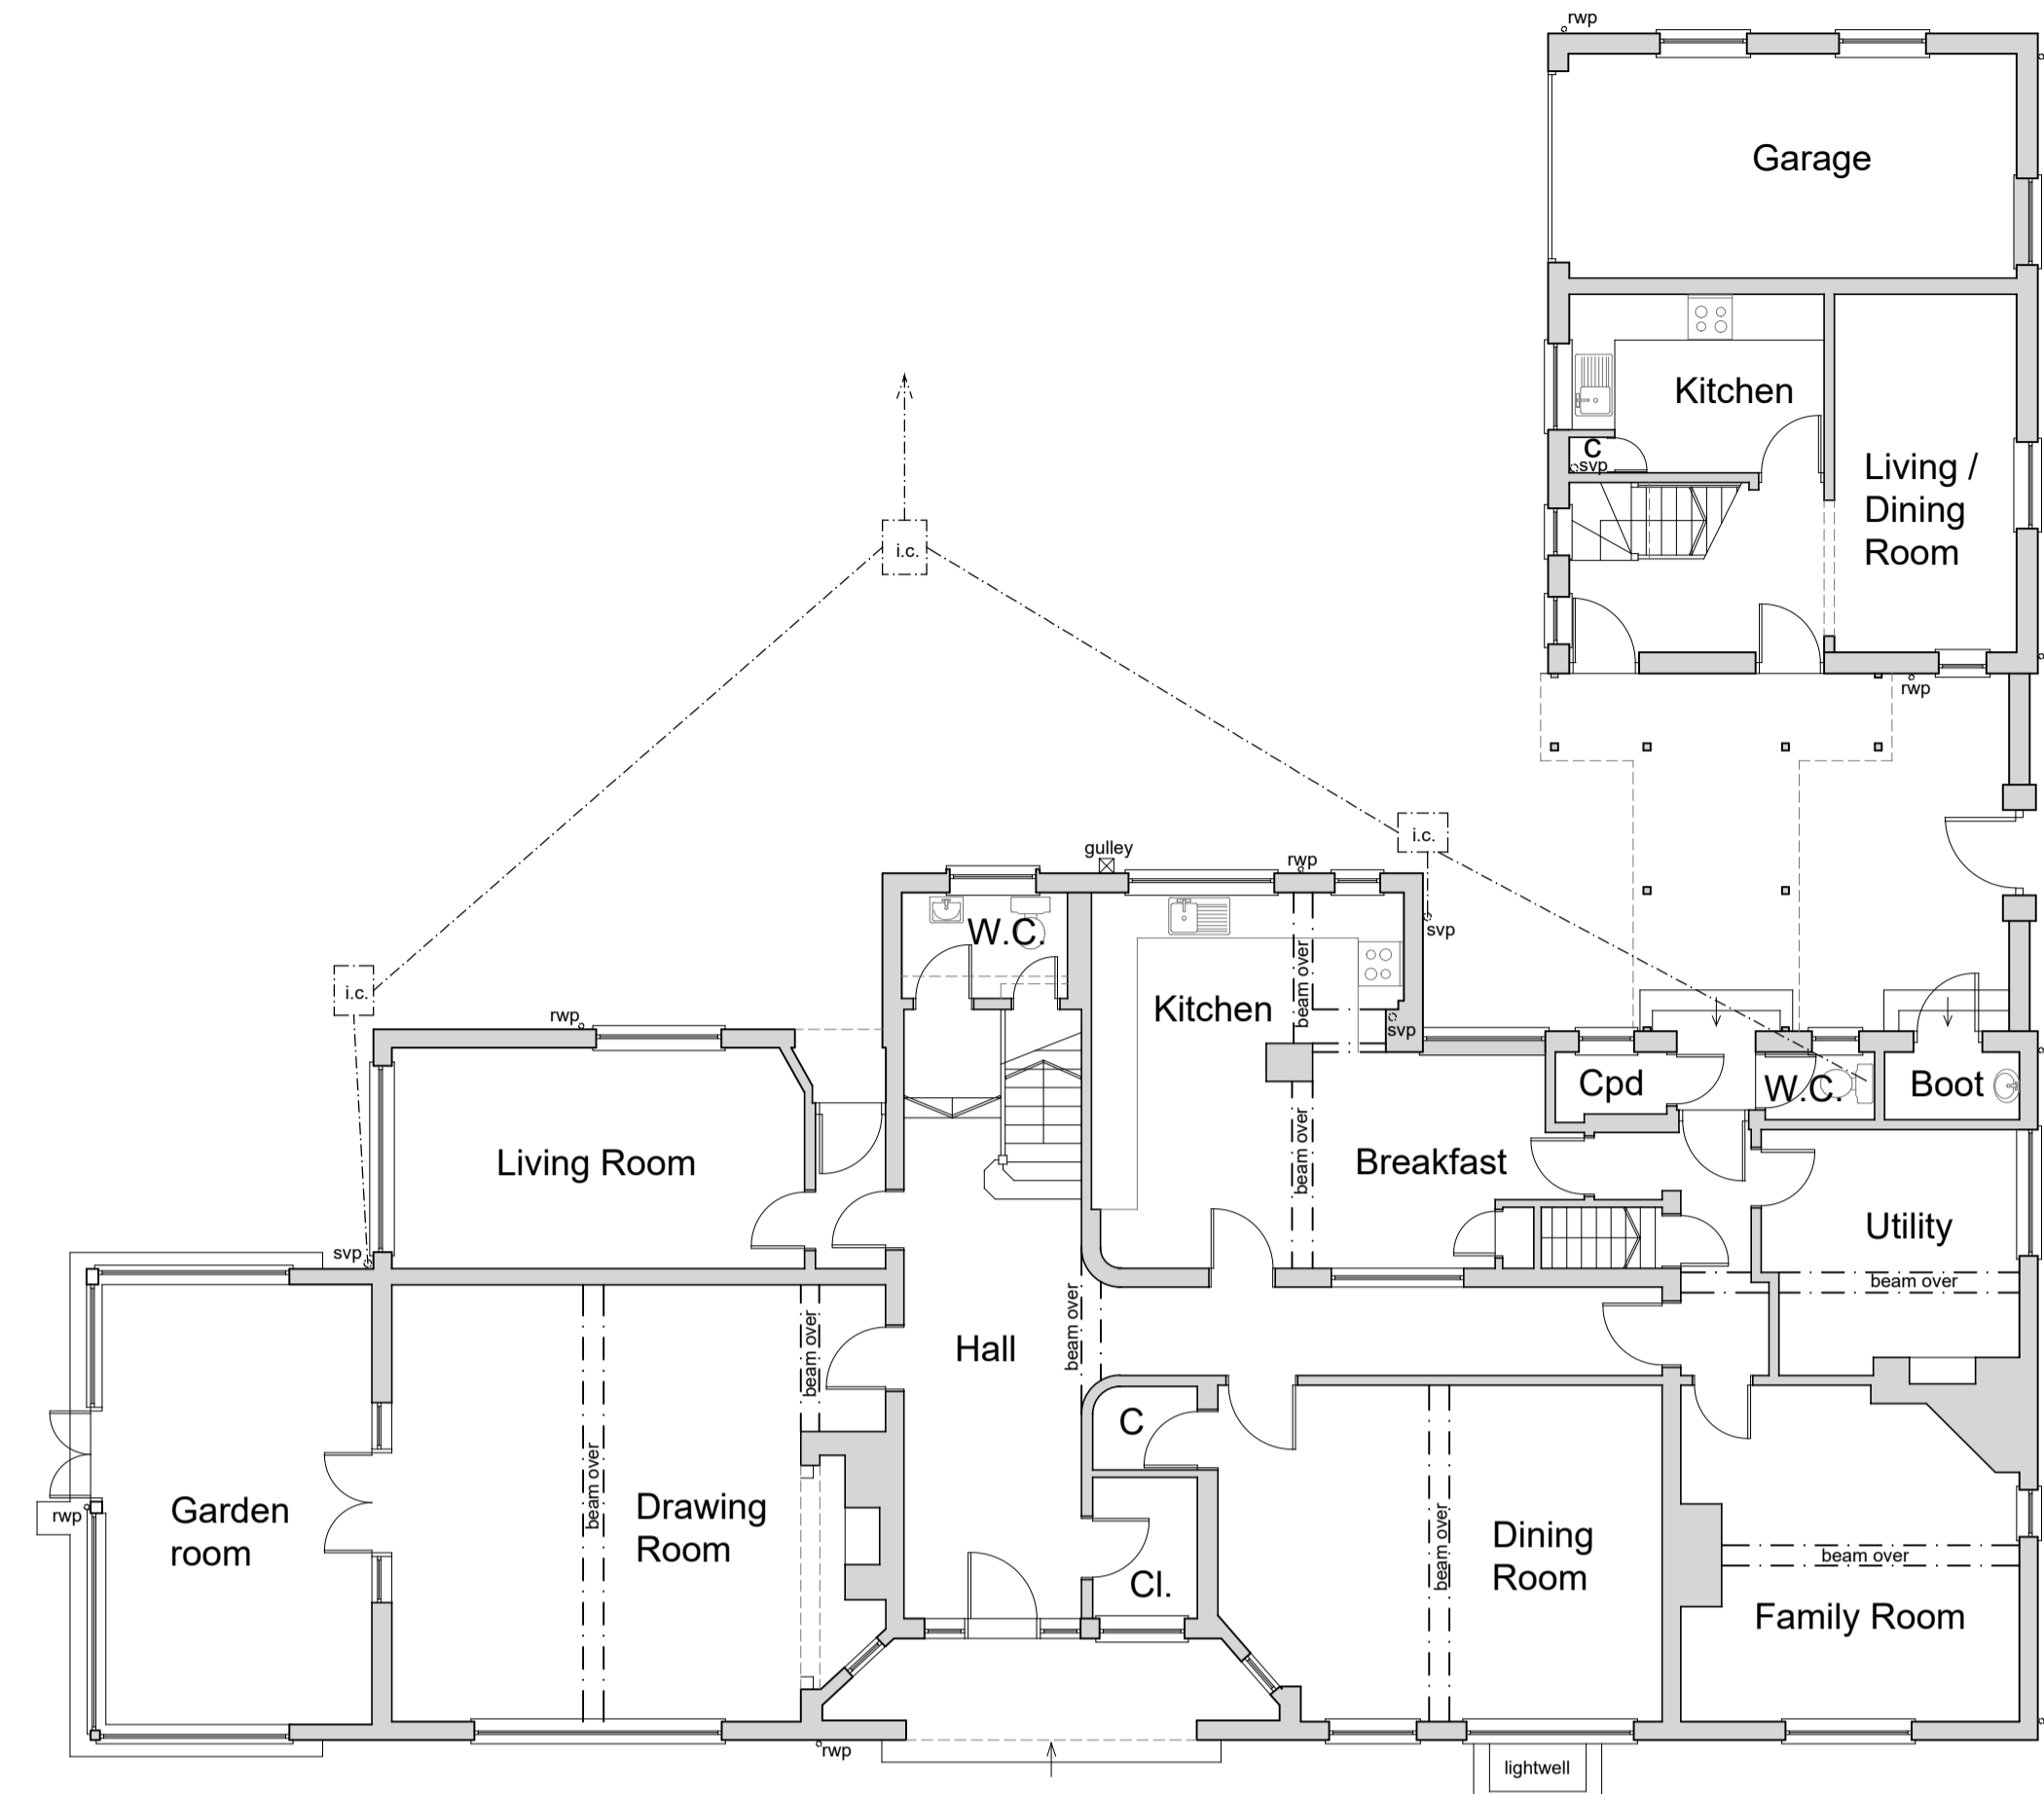 rwp
Garage
Kitchen
c
svp
Living /
Dining
Room
i.c.
rwp
i.c.
gulley
rwp
W.C.
svp
beam over
i.c.
Kitchen
rwp
svp
Cpd
W.C.
Boot
Living Room
beam over
Breakfast
Utility
svp
beam over
beam over
beam over
Hall
C
beam over
Garden
room
rwp
Drawing
Room
beam over
Dining
Room
beam over
Cl.
Family Room
rwp
lightwell